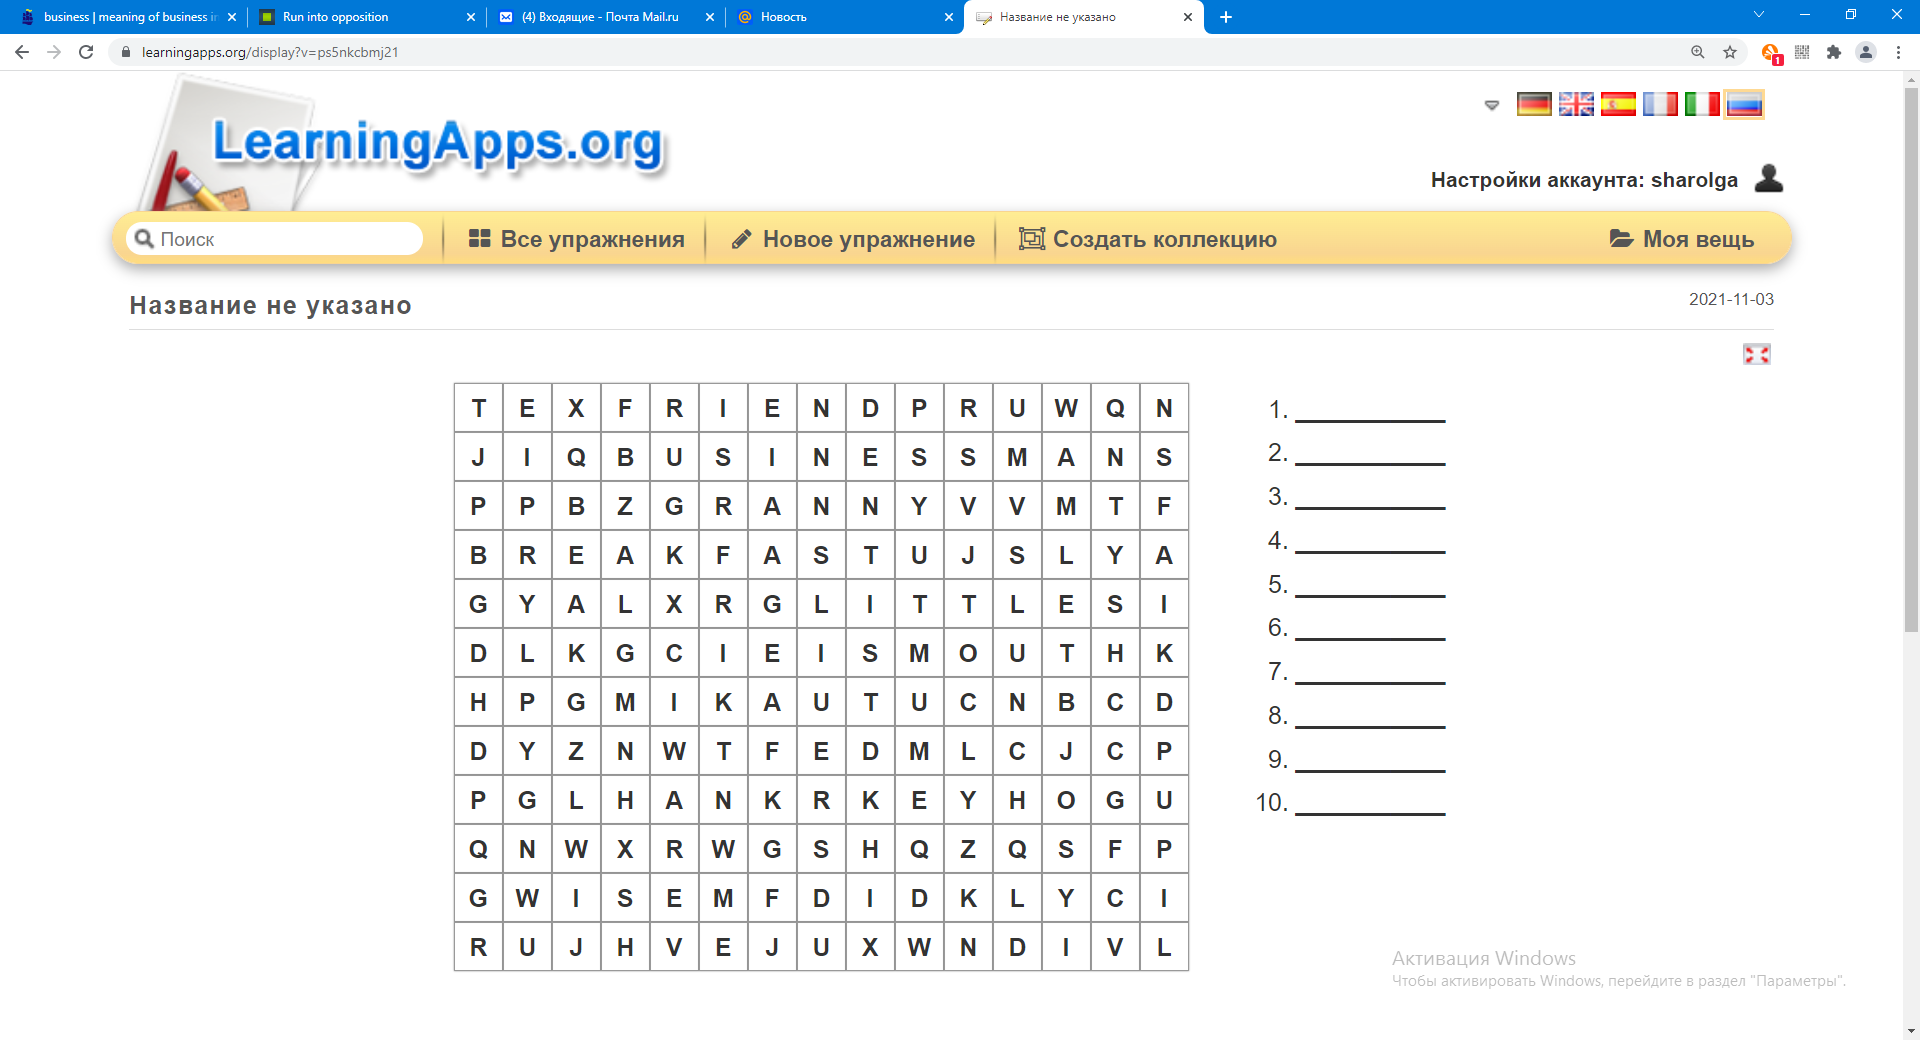 business | meaning of business in
Run into opposition
(4) Входящие - Почта Mail.ru
Новость
Название не указано
learningapps.org/display?v=ps5nkcbmj21
1
LearningApps.org
Настройки аккаунта: sharolga
Поиск
Все упражнения
Новое упражнение
Создать коллекцию
Моя вещь
Название не указано
2021-11-03
T E X F R I E N D P R U W Q N
J I Q B U S I N E S S M A N S
P P B Z G R A N N Y V V M T F
B R E A K F A S T U J S L Y A
G Y A L X R G L I T T L E S I
D L K G C I E I S M O U T H K
H P G M I K A U T U C N B C D
D Y Z N W T F E D M L C J C P
P G L H A N K R K E Y H O G U
Q N W X R W G S H Q Z Q S F P
G W I S E M F D I D K L Y C I
R U J H V E J U X W N D I V L
1.
2.
3.
4.
5.
6.
7.
8.
9.
10.
Активация Windows
Чтобы активировать Windows, перейдите в раздел "Параметры".